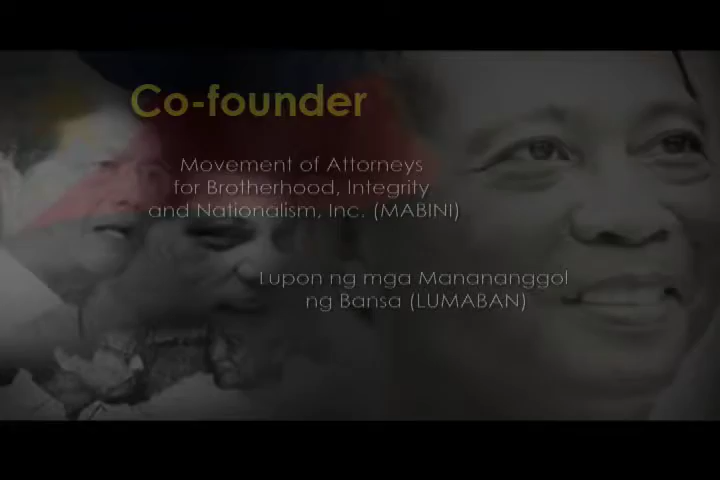 Co-founder
Movement of Attorneys
for Brotherhood, Integrity
and Nationalism, Inc. (MABINI)
Lupon ng mga Manananggol
ng Bansa (LUMABAN)